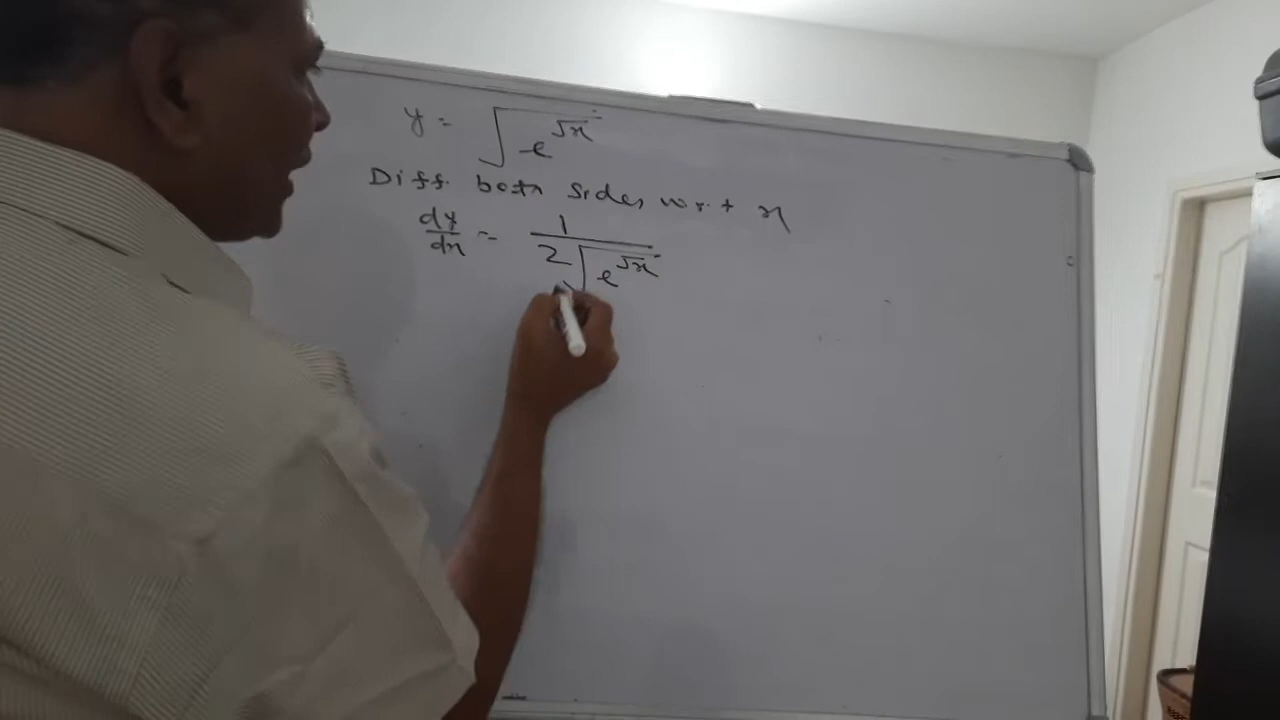 y = √(e^√x)
Diff. both sides w.r.t x
dy/dx = 1/(2√(e^√x))